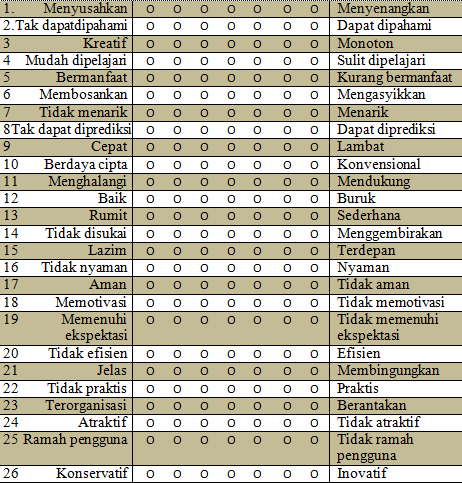 1. Menyusahkan o o o o o o o Menyenangkan
2.Tak dapatdipahami o o o o o o o Dapat dipahami
3 Kreatif o o o o o o o Monoton
4 Mudah dipelajari o o o o o o o Sulit dipelajari
5 Bermanfaat o o o o o o o Kurang bermanfaat
6 Membosankan o o o o o o o Mengasyikkan
7 Tidak menarik o o o o o o o Menarik
8Tak dapat diprediksi o o o o o o o Dapat diprediksi
9 Cepat o o o o o o o Lambat
10 Berdaya cipta o o o o o o o Konvensional
11 Menghalangi o o o o o o o Mendukung
12 Baik o o o o o o o Buruk
13 Rumit o o o o o o o Sederhana
14 Tidak disukai o o o o o o o Menggembirakan
15 Lazim o o o o o o o Terdepan
16 Tidak nyaman o o o o o o o Nyaman
17 Aman o o o o o o o Tidak aman
18 Memotivasi o o o o o o o Tidak memotivasi
19 Memenuhi o o o o o o o Tidak memenuhi
ekspektasi ekspektasi
20 Tidak efisien o o o o o o o Efisien
21 Jelas o o o o o o o Membingungkan
22 Tidak praktis o o o o o o o Praktis
23 Terorganisasi o o o o o o o Berantakan
24 Atraktif o o o o o o o Tidak atraktif
25 Ramah pengguna o o o o o o o Tidak ramah
pengguna
26 Konservatif o o o o o o o Inovatif